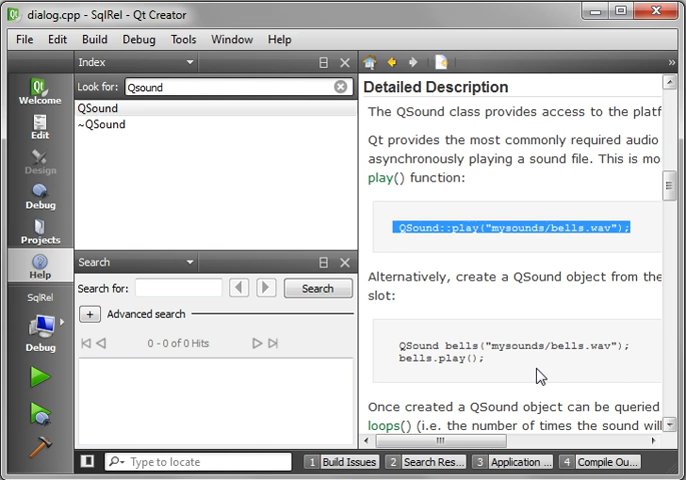 dialog.cpp - SqlRel - Qt Creator
File Edit Build Debug Tools Window Help
Welcome
Edit
Design
Debug
Projects
Help
SqlRel
Debug
Index
Look for: Qsound
QSound
~QSound
Search
Search for: Search
+ Advanced search
0 - 0 of 0 Hits
»
Detailed Description
The QSound class provides access to the platf
Qt provides the most commonly required audio
asynchronously playing a sound file. This is mo
play() function:
QSound::play("mysounds/bells.wav");
Alternatively, create a QSound object from the
slot:
QSound bells("mysounds/bells.wav");
bells.play();
Once created a QSound object can be queried
loops() (i.e. the number of times the sound will
Type to locate
1 Build Issues 2 Search Res... 3 Application ... 4 Compile Ou...